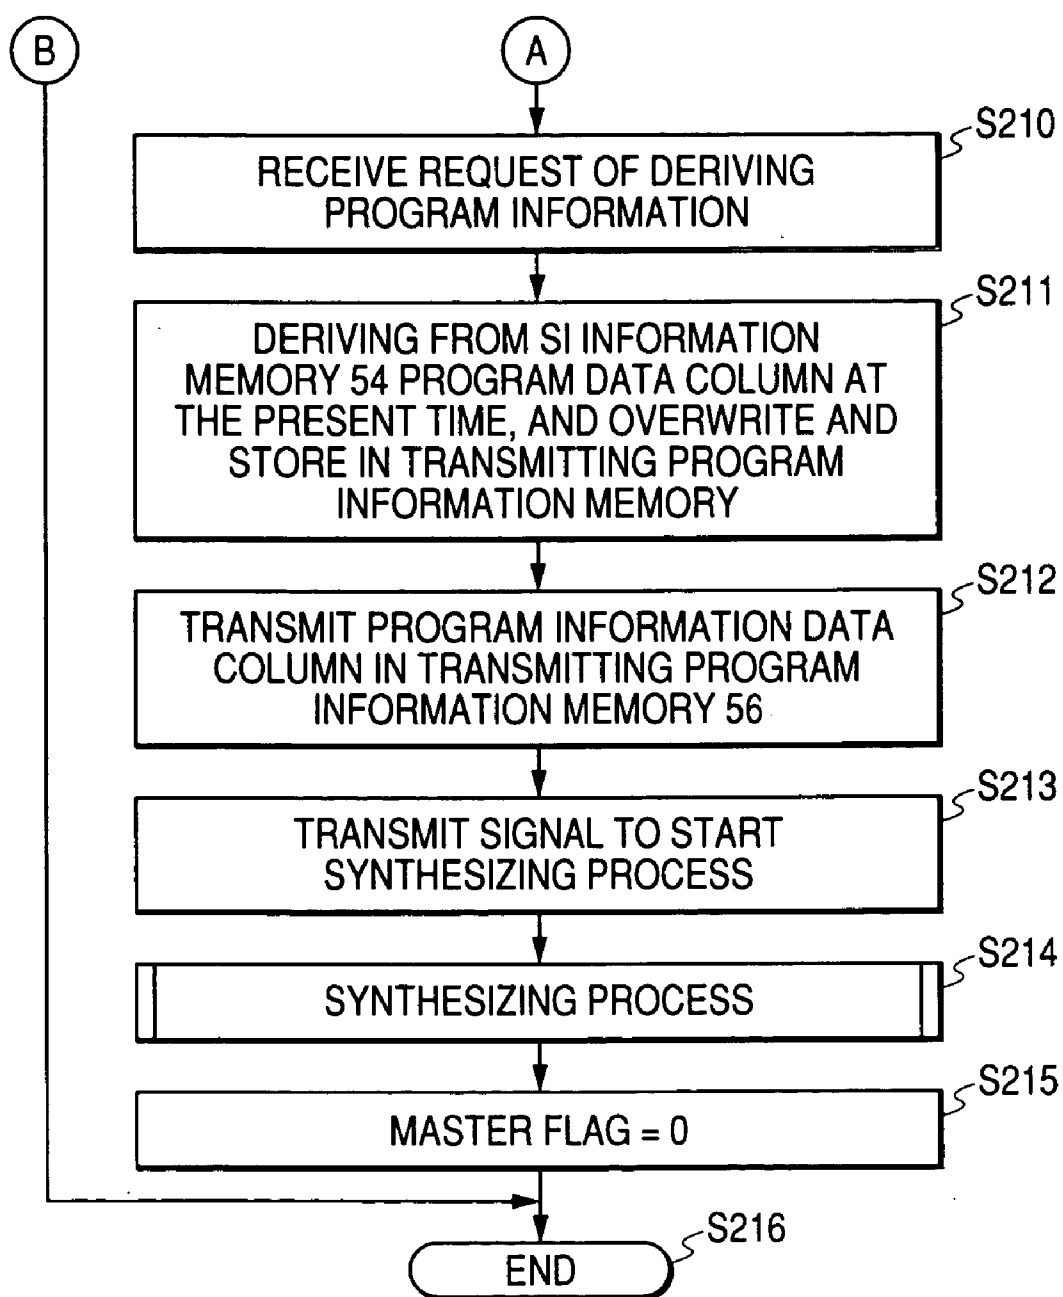 B
A
S210
RECEIVE REQUEST OF DERIVING
PROGRAM INFORMATION
S211
DERIVING FROM SI INFORMATION
MEMORY 54 PROGRAM DATA COLUMN AT
THE PRESENT TIME, AND OVERWRITE AND
STORE IN TRANSMITTING PROGRAM
INFORMATION MEMORY
S212
TRANSMIT PROGRAM INFORMATION DATA
COLUMN IN TRANSMITTING PROGRAM
INFORMATION MEMORY 56
S213
TRANSMIT SIGNAL TO START
SYNTHESIZING PROCESS
S214
SYNTHESIZING PROCESS
S215
MASTER FLAG = 0
S216
END